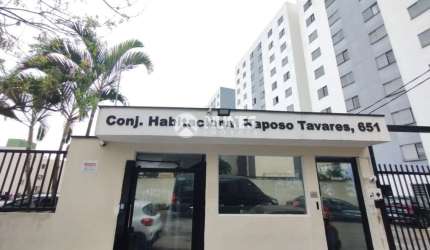 Conj. Habitacional Raposo Tavares, 651